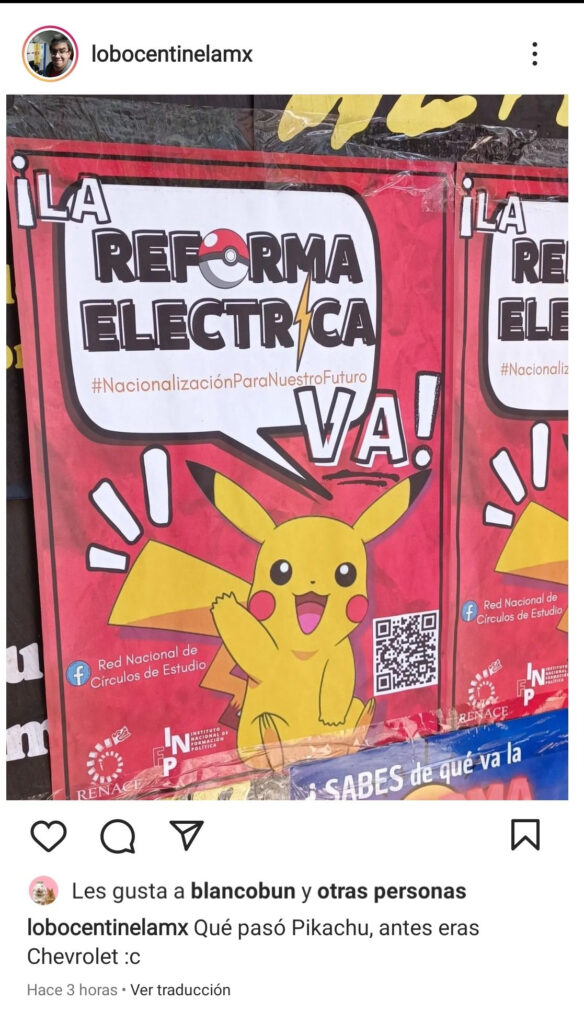 lobocentinelamx
¡LA
REFORMA
ELECTRICA
#NacionalizaciónParaNuestroFuturo
VA!
Red Nacional de
Círculos de Estudio
RENACE
INFP
INSTITUTO
NACIONAL DE
FORMACIÓN
POLÍTICA
¡LA
RE
ELE
#Nacionaliz
Red Nacional de
Círculos de Estudio
RENACE
INFP
¿SABES de qué va la
Les gusta a blancobun y otras personas
lobocentinelamx Qué pasó Pikachu, antes eras
Chevrolet :c
Hace 3 horas • Ver traducción